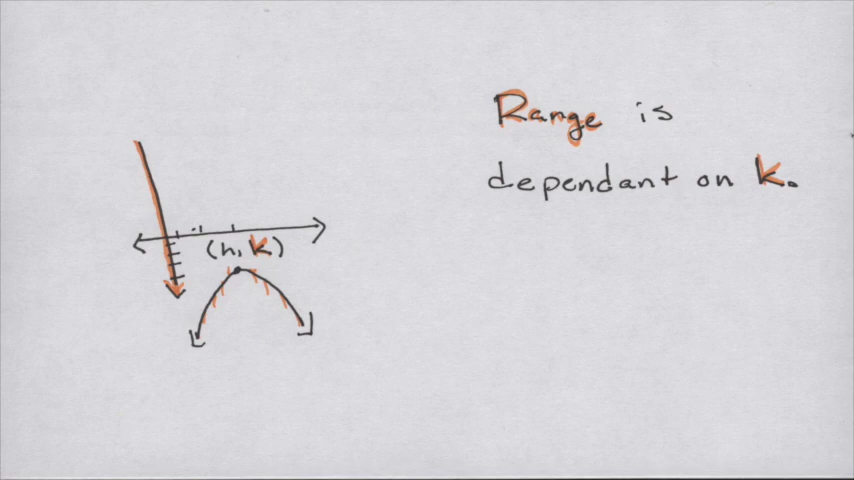 Range is
dependant on k.
(h, k)